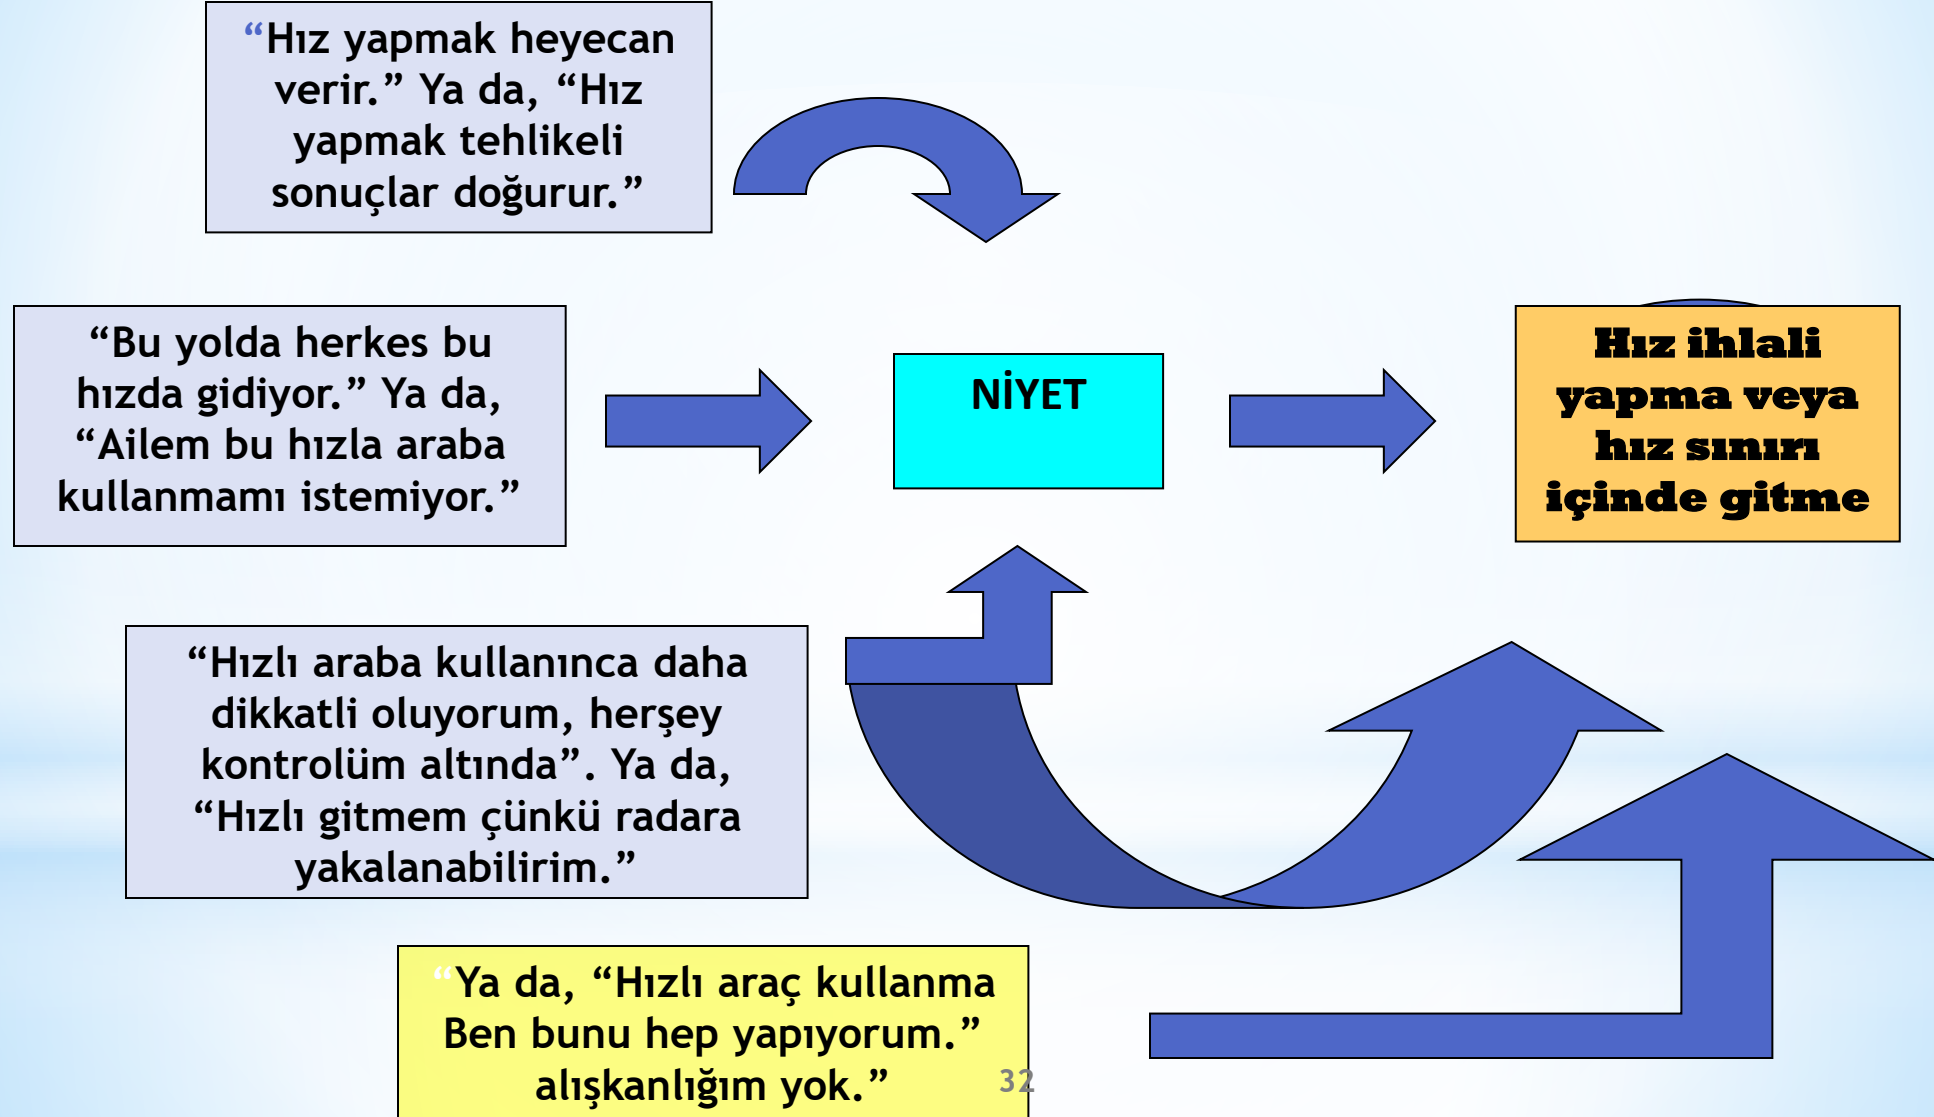 “Hız yapmak heyecan
verir.” Ya da, “Hız
yapmak tehlikeli
sonuçlar doğurur.”
“Bu yolda herkes bu
hızda gidiyor.” Ya da,
“Ailem bu hızla araba
kullanmamı istemiyor.”
NİYET
Hız ihlali
yapma veya
hız sınırı
içinde gitme
“Hızlı araba kullanınca daha
dikkatli oluyorum, herşey
kontrolüm altında”. Ya da,
“Hızlı gitmem çünkü radara
yakalanabilirim.”
“Ya da, “Hızlı araç kullanma
Ben bunu hep yapıyorum.”
alışkanlığım yok.”
32